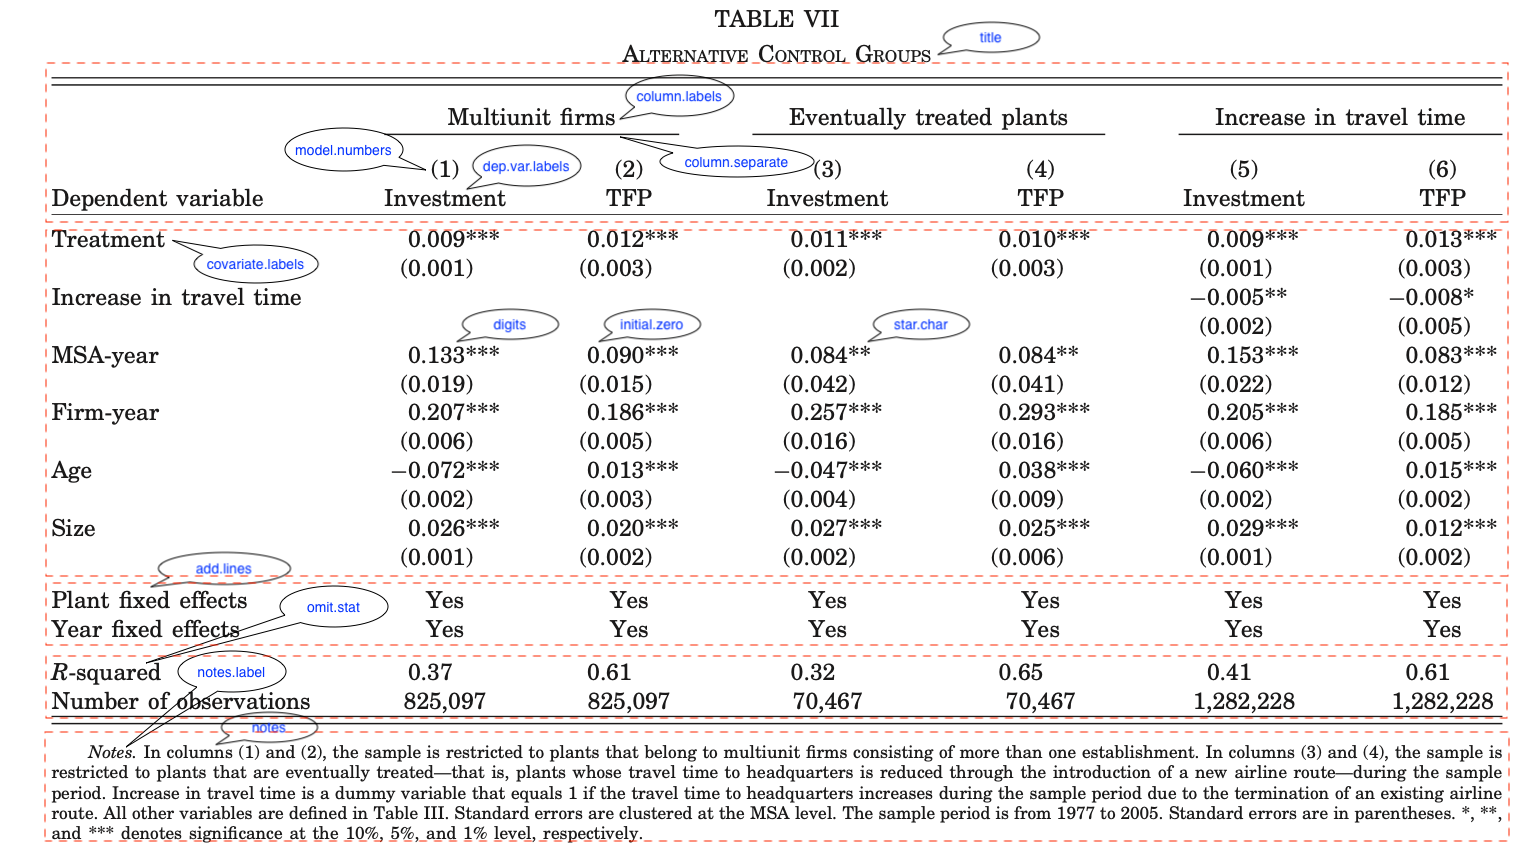 TABLE VII
ALTERNATIVE CONTROL GROUPS
title
column.labels
Multiunit firms Eventually treated plants Increase in travel time
model.numbers
dep.var.labels
column.separate
(1) (2) (3) (4) (5) (6)
Dependent variable Investment TFP Investment TFP Investment TFP
Treatment 0.009*** 0.012*** 0.011*** 0.010*** 0.009*** 0.013***
covariate.labels
(0.001) (0.003) (0.002) (0.003) (0.001) (0.003)
Increase in travel time −0.005** −0.008*
(0.002) (0.005)
digits
initial.zero
star.char
MSA-year 0.133*** 0.090*** 0.084** 0.084** 0.153*** 0.083***
(0.019) (0.015) (0.042) (0.041) (0.022) (0.012)
Firm-year 0.207*** 0.186*** 0.257*** 0.293*** 0.205*** 0.185***
(0.006) (0.005) (0.016) (0.016) (0.006) (0.005)
Age −0.072*** 0.013*** −0.047*** 0.038*** −0.060*** 0.015***
(0.002) (0.003) (0.004) (0.009) (0.002) (0.002)
Size 0.026*** 0.020*** 0.027*** 0.025*** 0.029*** 0.012***
(0.001) (0.002) (0.002) (0.006) (0.001) (0.002)
add.lines
Plant fixed effects Yes Yes Yes Yes Yes Yes
omit.stat
Year fixed effects Yes Yes Yes Yes Yes Yes
R-squared 0.37 0.61 0.32 0.65 0.41 0.61
notes.label
Number of observations 825,097 825,097 70,467 70,467 1,282,228 1,282,228
notes
Notes. In columns (1) and (2), the sample is restricted to plants that belong to multiunit firms consisting of more than one establishment. In columns (3) and (4), the sample is
restricted to plants that are eventually treated—that is, plants whose travel time to headquarters is reduced through the introduction of a new airline route—during the sample
period. Increase in travel time is a dummy variable that equals 1 if the travel time to headquarters increases during the sample period due to the termination of an existing airline
route. All other variables are defined in Table III. Standard errors are clustered at the MSA level. The sample period is from 1977 to 2005. Standard errors are in parentheses. *, **,
and *** denotes significance at the 10%, 5%, and 1% level, respectively.